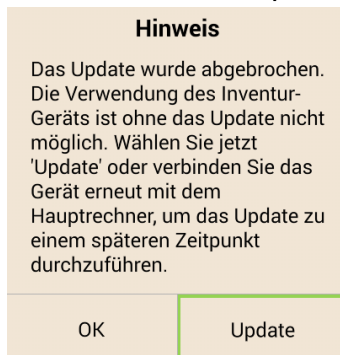 Hinweis
Das Update wurde abgebrochen.
Die Verwendung des Inventur-
Geräts ist ohne das Update nicht
möglich. Wählen Sie jetzt
'Update' oder verbinden Sie das
Gerät erneut mit dem
Hauptrechner, um das Update zu
einem späteren Zeitpunkt
durchzuführen.
OK
Update